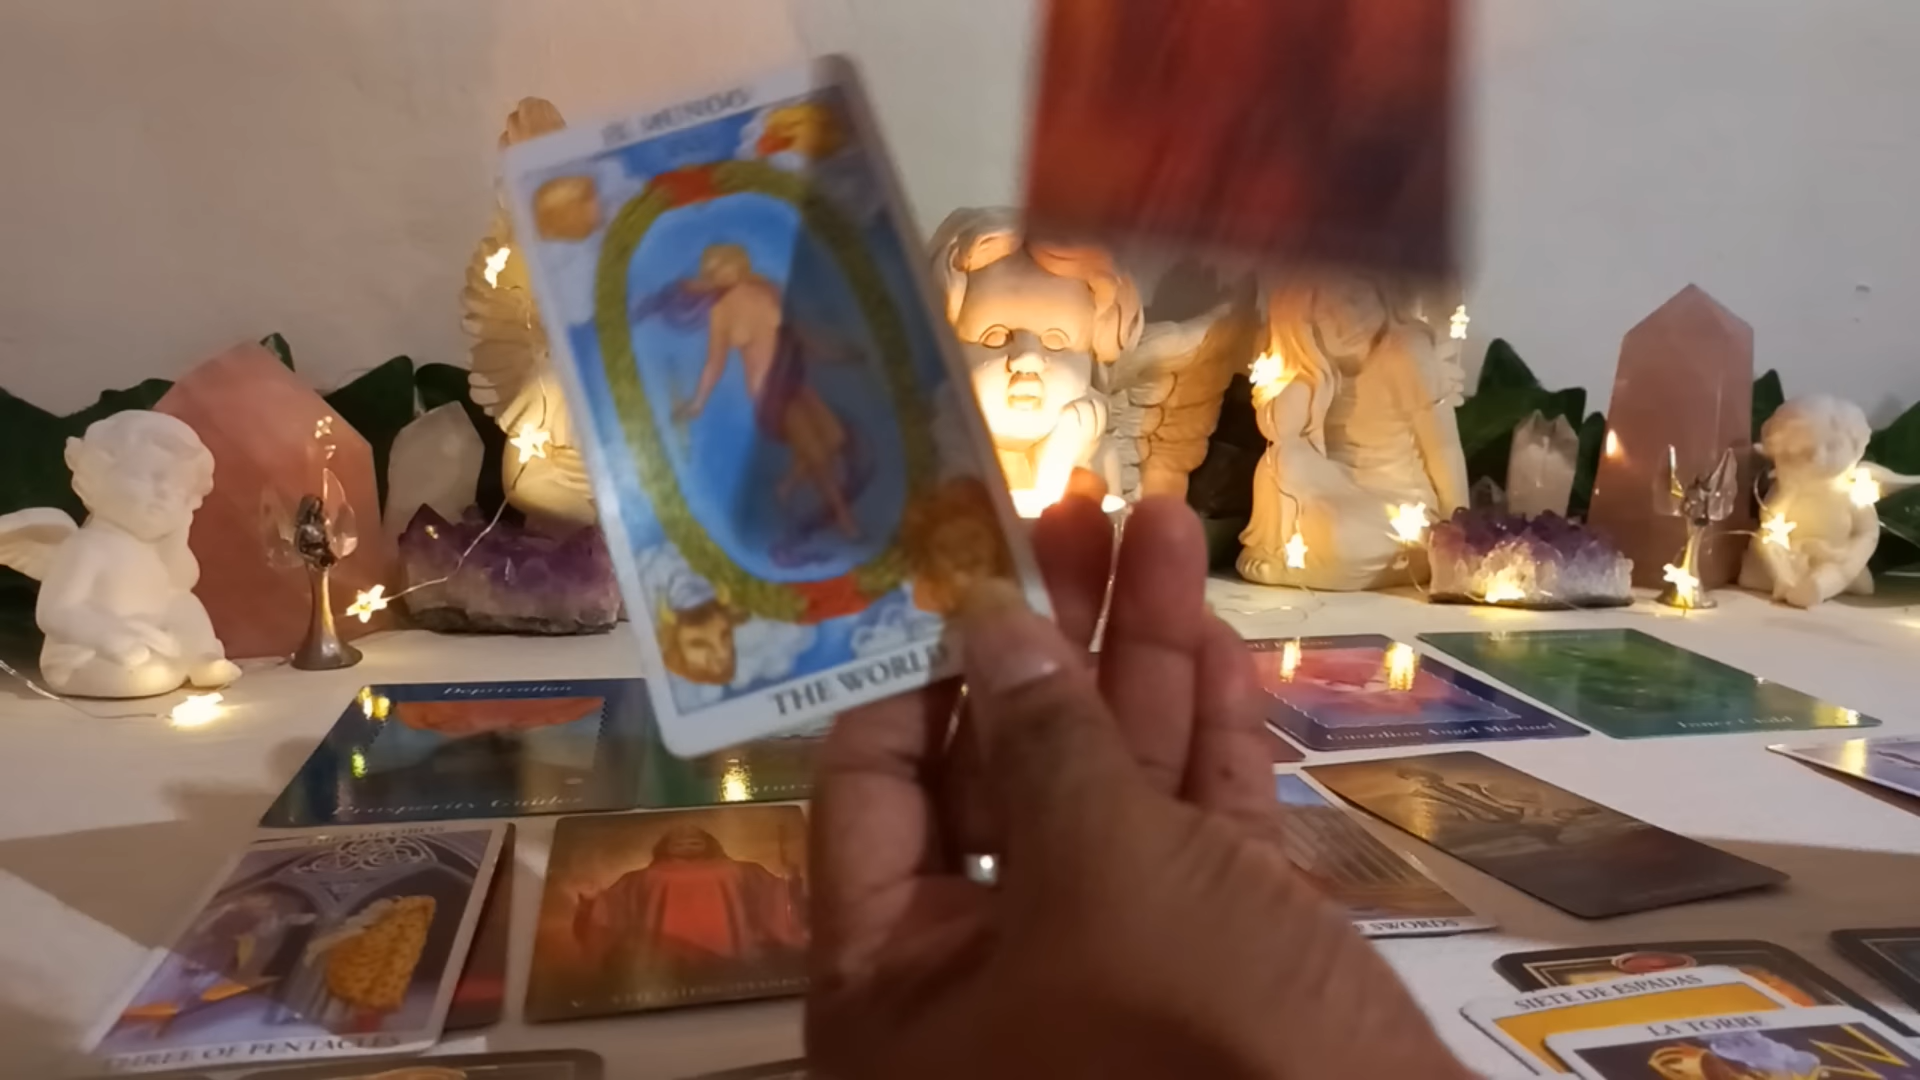 EL MUNDO
THE WORLD
Deprivation
Prosperity Guides
Guardian Angel Michael
Inner Child
THREE OF PENTACLES
V
SWORDS
SIETE DE ESPADAS
LA TORRE